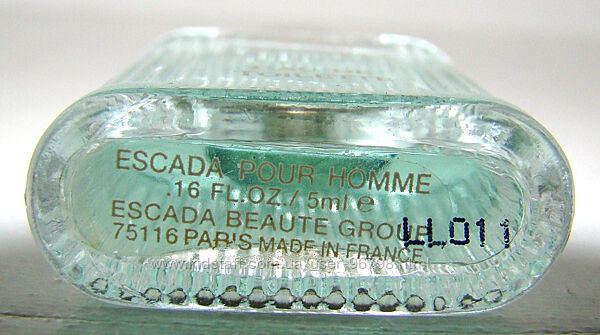 ESCADA POUR HOMME
.16 FL.OZ./5ml e
ESCADA BEAUTE GROUP
75116 PARIS-MADE IN FRANCE
LL011